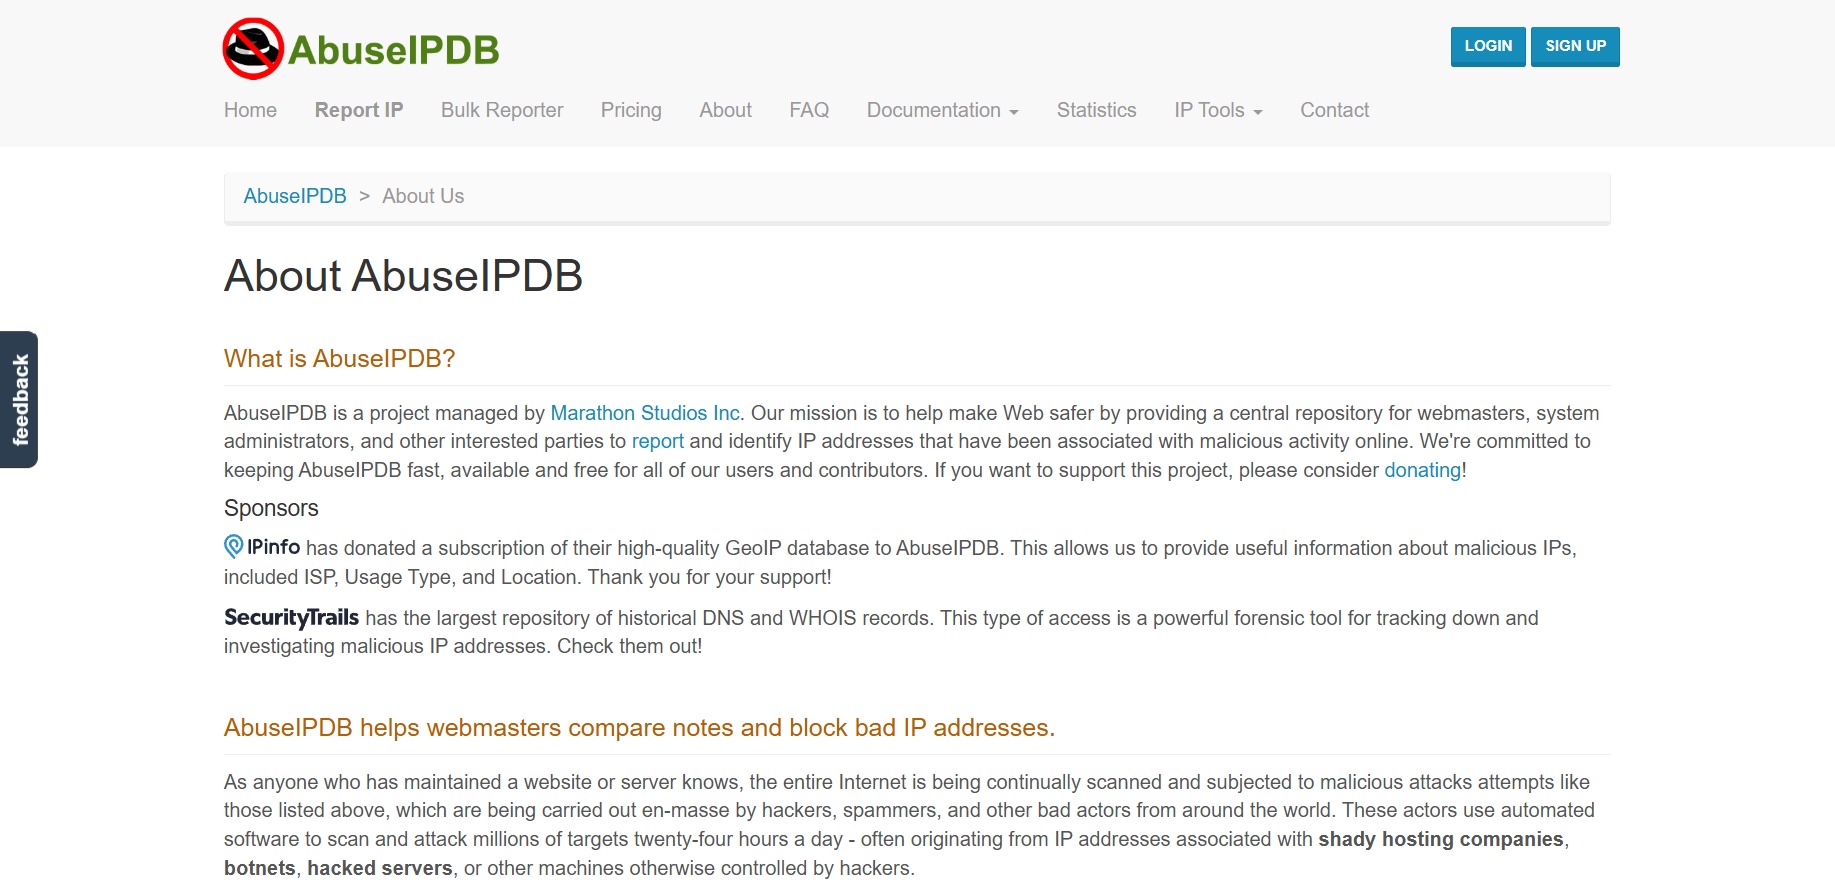 AbuseIPDB
LOGIN SIGN UP
Home Report IP Bulk Reporter Pricing About FAQ Documentation Statistics IP Tools Contact
AbuseIPDB > About Us
About AbuseIPDB
feedback
What is AbuseIPDB?
AbuseIPDB is a project managed by Marathon Studios Inc. Our mission is to help make Web safer by providing a central repository for webmasters, system
administrators, and other interested parties to report and identify IP addresses that have been associated with malicious activity online. We're committed to
keeping AbuseIPDB fast, available and free for all of our users and contributors. If you want to support this project, please consider donating!
Sponsors
IPinfo has donated a subscription of their high-quality GeoIP database to AbuseIPDB. This allows us to provide useful information about malicious IPs,
included ISP, Usage Type, and Location. Thank you for your support!
SecurityTrails has the largest repository of historical DNS and WHOIS records. This type of access is a powerful forensic tool for tracking down and
investigating malicious IP addresses. Check them out!
AbuseIPDB helps webmasters compare notes and block bad IP addresses.
As anyone who has maintained a website or server knows, the entire Internet is being continually scanned and subjected to malicious attacks attempts like
those listed above, which are being carried out en-masse by hackers, spammers, and other bad actors from around the world. These actors use automated
software to scan and attack millions of targets twenty-four hours a day - often originating from IP addresses associated with shady hosting companies,
botnets, hacked servers, or other machines otherwise controlled by hackers.